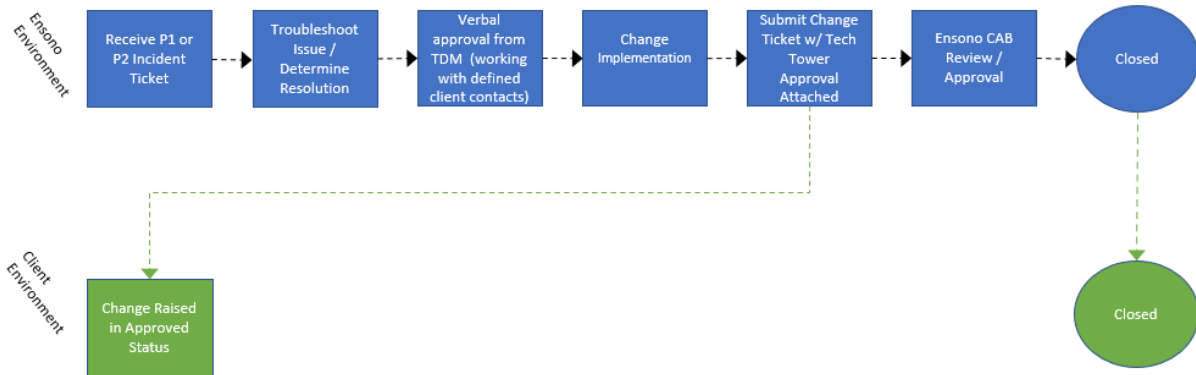 Ensono
Environment
Receive P1 or
P2 Incident
Ticket
Troubleshoot
Issue /
Determine
Resolution
Verbal
approval from
TDM (working
with defined
client contacts)
Change
Implementation
Submit Change
Ticket w/ Tech
Tower
Approval
Attached
Ensono CAB
Review /
Approval
Closed
Client
Environment
Change Raised
in Approved
Status
Closed